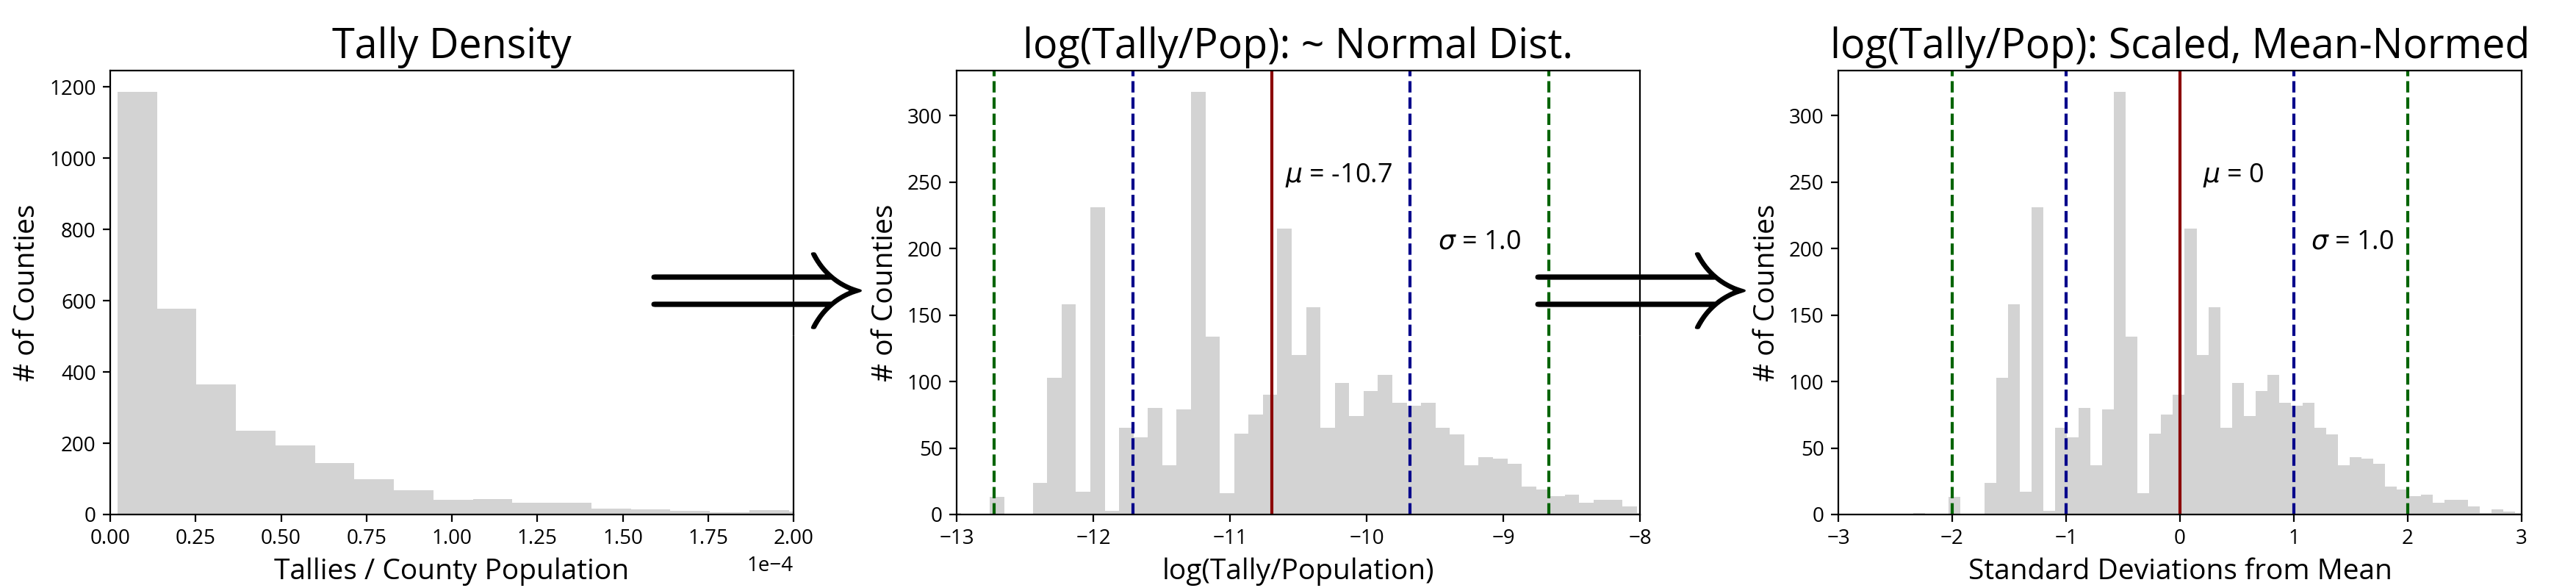 Tally Density
1200
1000
800
600
400
200
0
# of Counties
0.00 0.25 0.50 0.75 1.00 1.25 1.50 1.75 2.00
1e−4
Tallies / County Population
log(Tally/Pop): ~ Normal Dist.
300
250
200
150
100
50
0
# of Counties
μ = -10.7
σ = 1.0
−13 −12 −11 −10 −9 −8
log(Tally/Population)
log(Tally/Pop): Scaled, Mean-Normed
300
250
200
150
100
50
0
# of Counties
μ = 0
σ = 1.0
−3 −2 −1 0 1 2 3
Standard Deviations from Mean